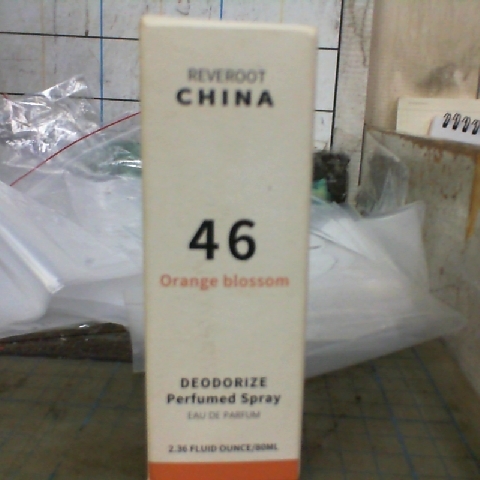 REVEROOT
CHINA
46
Orange blossom
DEODORIZE
Perfumed Spray
EAU DE PARFUM
2.36 FLUID OUNCE/80ML